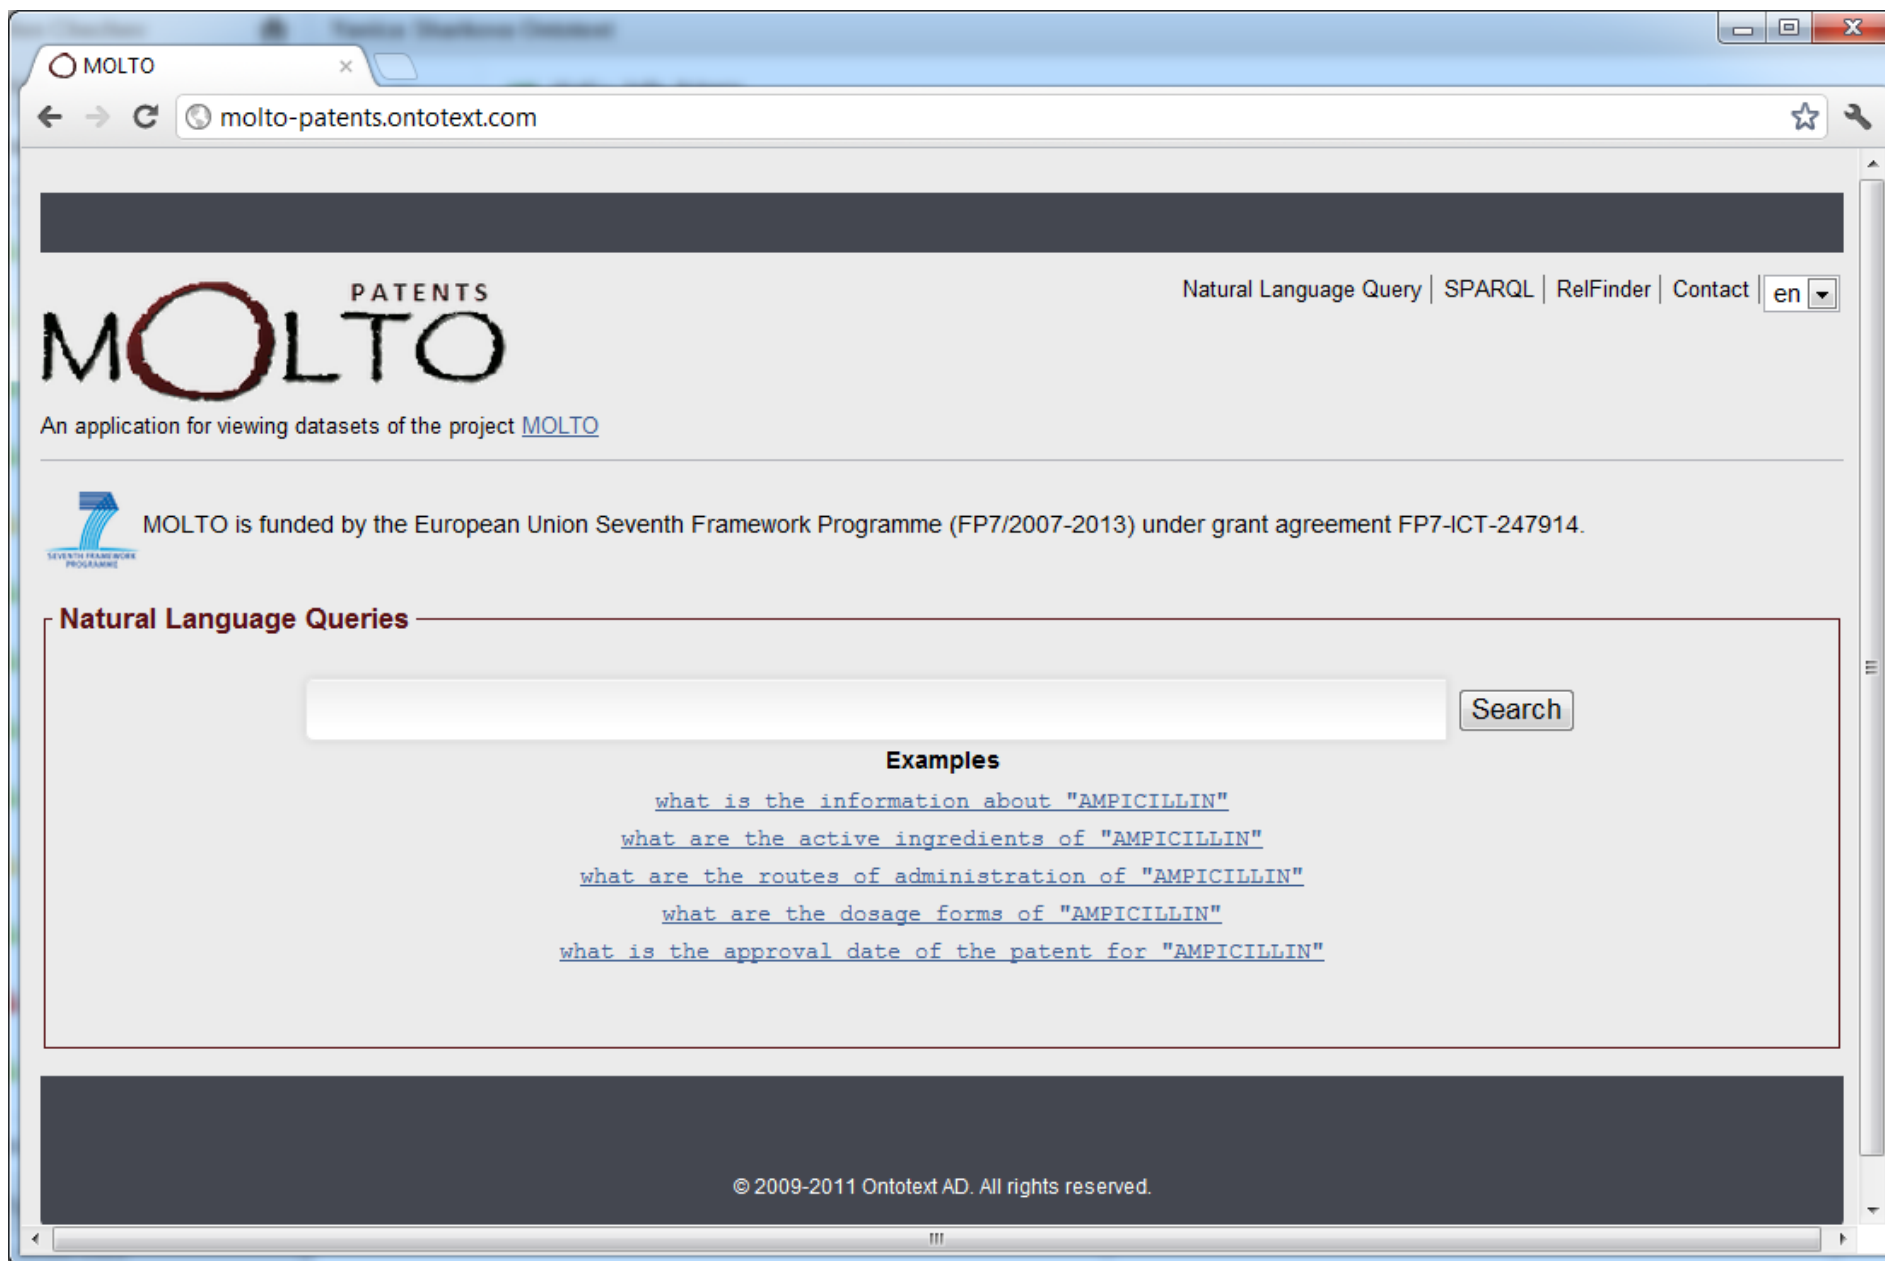 MOLTO
molto-patents.ontotext.com
Natural Language Query | SPARQL | RelFinder | Contact | en
PATENTS
MOLTO
An application for viewing datasets of the project MOLTO
SEVENTH FRAMEWORK
PROGRAMME
MOLTO is funded by the European Union Seventh Framework Programme (FP7/2007-2013) under grant agreement FP7-ICT-247914.
Natural Language Queries
Search
Examples
what is the information about "AMPICILLIN"
what are the active ingredients of "AMPICILLIN"
what are the routes of administration of "AMPICILLIN"
what are the dosage forms of "AMPICILLIN"
what is the approval date of the patent for "AMPICILLIN"
© 2009-2011 Ontotext AD. All rights reserved.